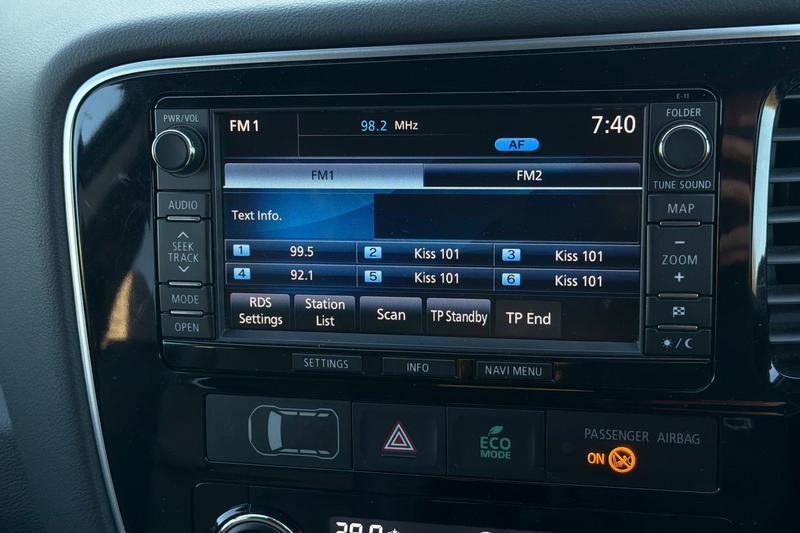 E-11
PWR/VOL
FM1
98.2 MHz
7:40
AF
FOLDER
TUNE SOUND
FM1
FM2
AUDIO
MAP
Text Info.
SEEK
TRACK
ZOOM
1 99.5
2 Kiss 101
3 Kiss 101
4 92.1
5 Kiss 101
6 Kiss 101
MODE
OPEN
RDS
Settings
Station
List
Scan
TP Standby
TP End
SETTINGS
INFO
NAVI MENU
ECO
MODE
PASSENGER AIRBAG
ON